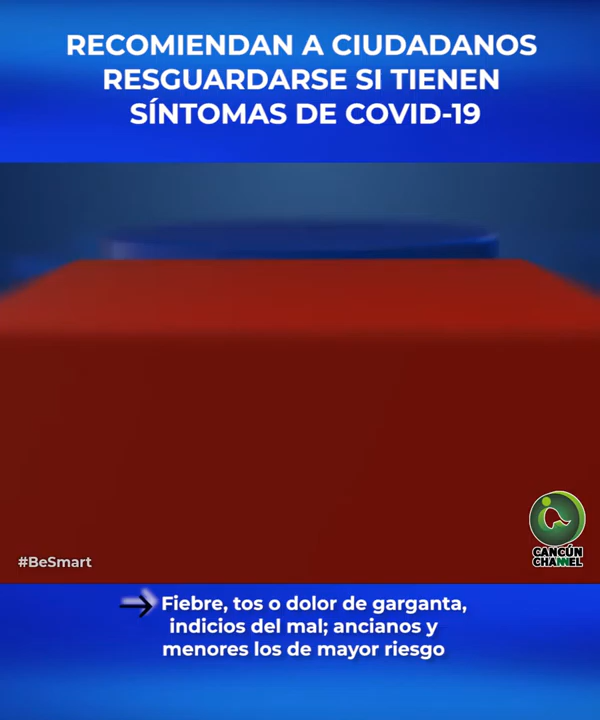 RECOMIENDAN A CIUDADANOS
RESGUARDARSE SI TIENEN
SÍNTOMAS DE COVID-19
#BeSmart
CANCÚN
CHANNEL
Fiebre, tos o dolor de garganta,
indicios del mal; ancianos y
menores los de mayor riesgo